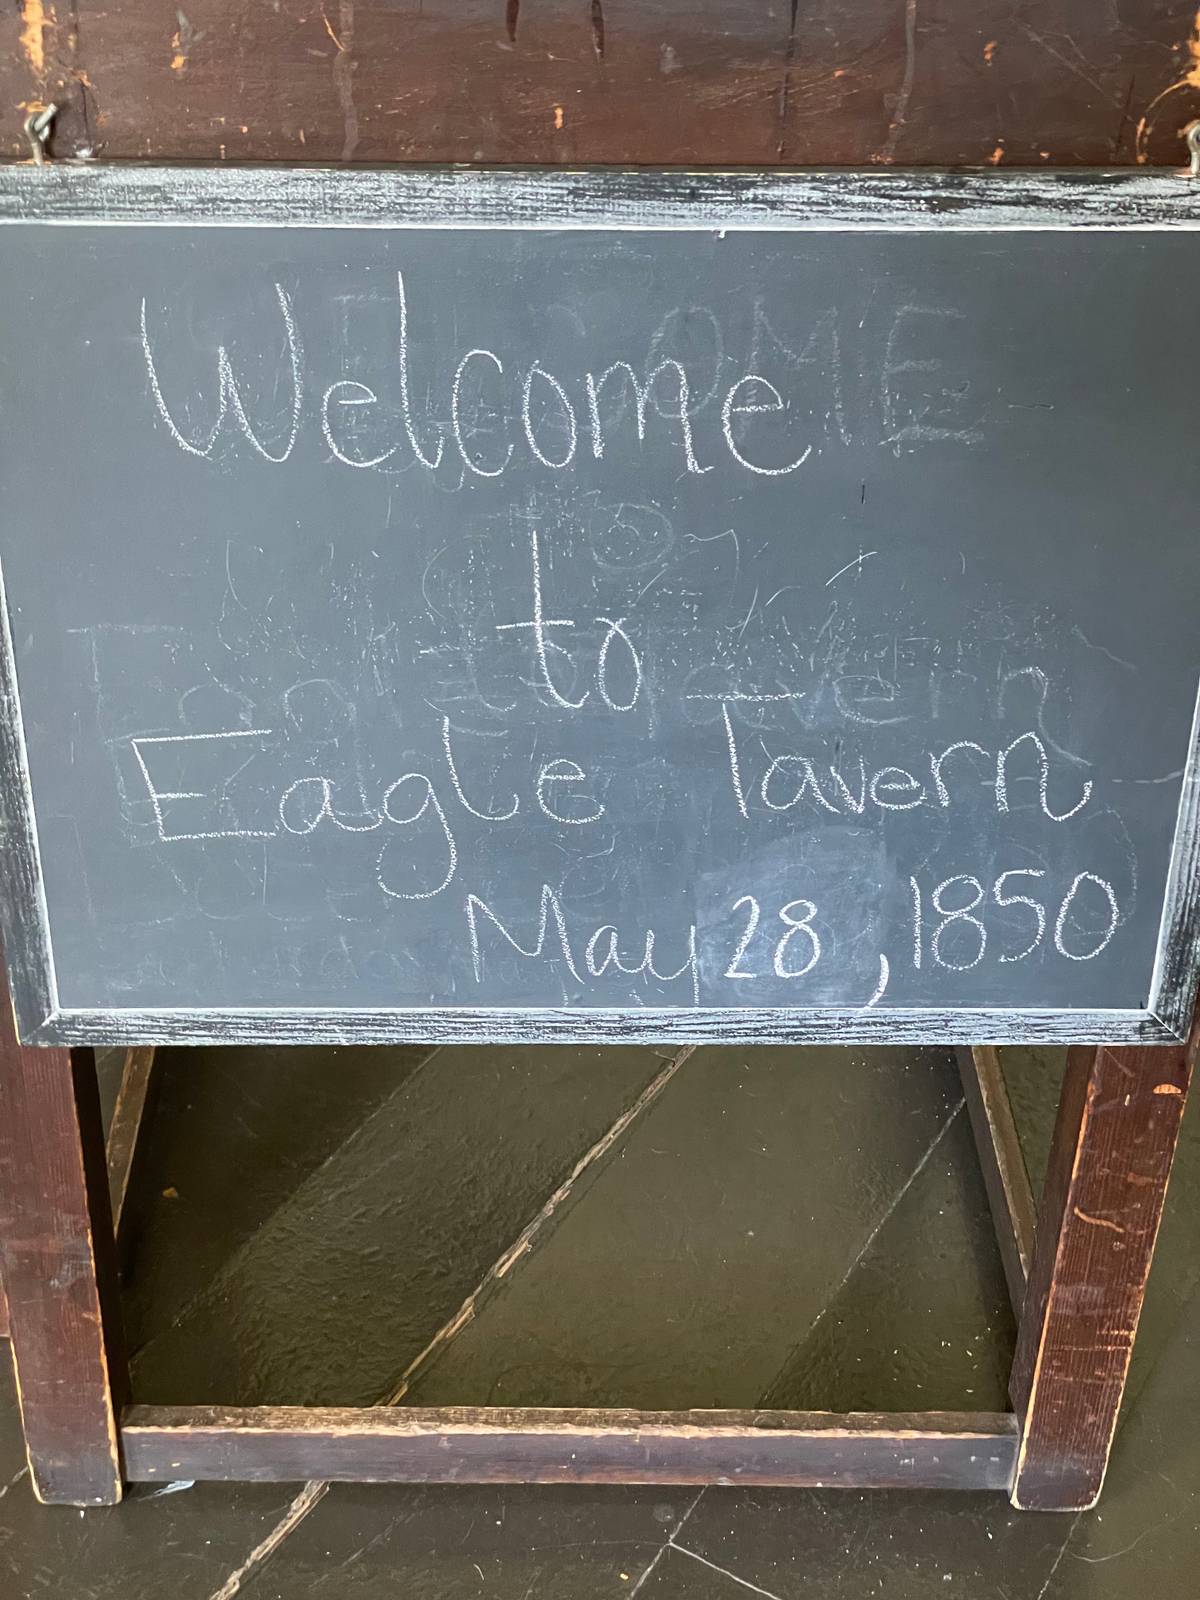 Welcome
to
Eagle Tavern
May 28, 1850